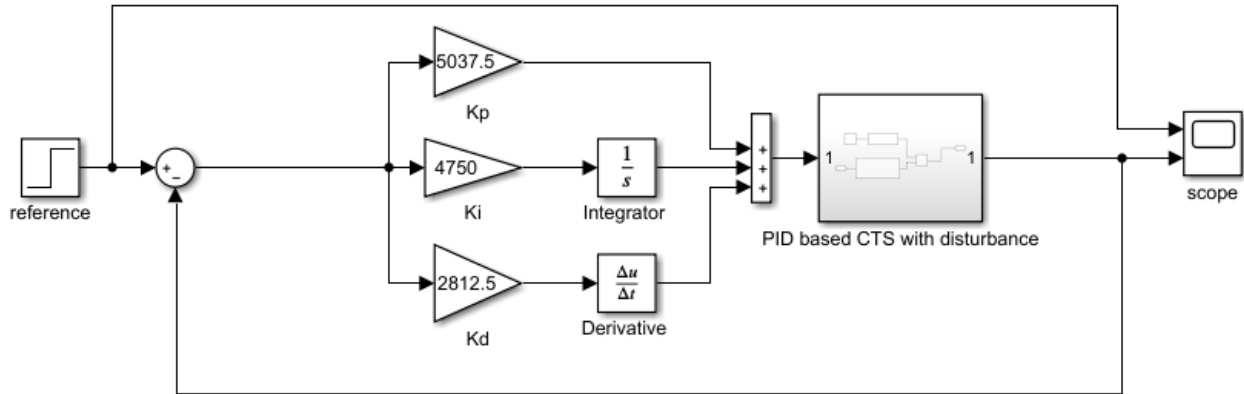 5037.5
Kp
reference
+
−
4750
Ki
1
s
Integrator
+
+
+
1
1
PID based CTS with disturbance
scope
2812.5
Kd
Δu
Δt
Derivative